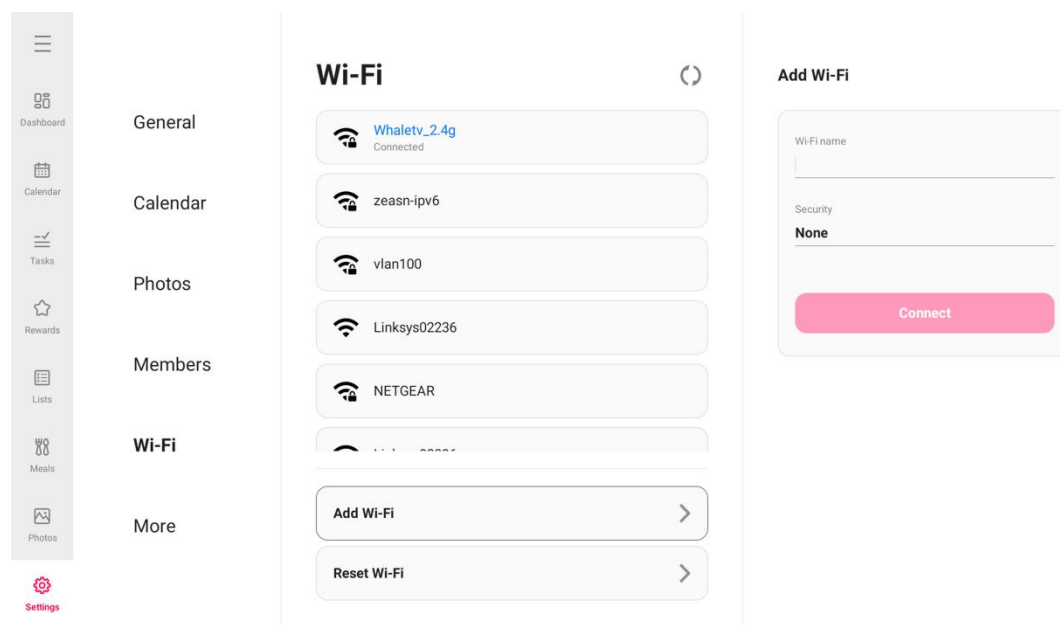 Dashboard
Calendar
Tasks
Rewards
Lists
Meals
Photos
Settings
General
Calendar
Photos
Members
Wi-Fi
More
Wi-Fi
Whaletv_2.4g
Connected
zeasn-ipv6
vlan100
Linksys02236
NETGEAR
Add Wi-Fi
Reset Wi-Fi
Add Wi-Fi
Wi-Fi name
Security
None
Connect